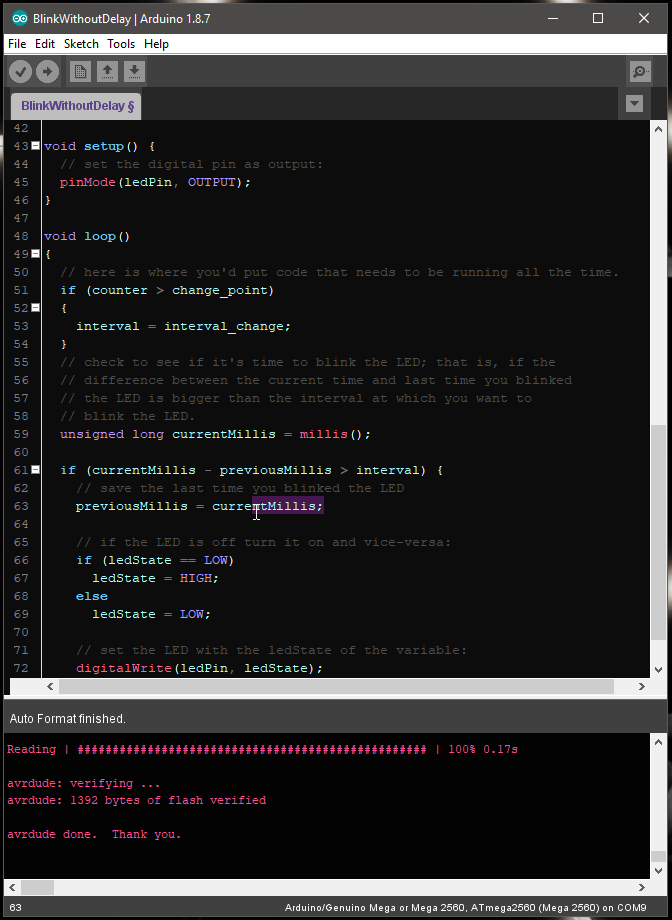 BlinkWithoutDelay | Arduino 1.8.7
File Edit Sketch Tools Help
BlinkWithoutDelay §
42
43 void setup() {
44 // set the digital pin as output:
45 pinMode(ledPin, OUTPUT);
46 }
47
48 void loop()
49 {
50 // here is where you'd put code that needs to be running all the time.
51 if (counter > change_point)
52 {
53 interval = interval_change;
54 }
55 // check to see if it's time to blink the LED; that is, if the
56 // difference between the current time and last time you blinked
57 // the LED is bigger than the interval at which you want to
58 // blink the LED.
59 unsigned long currentMillis = millis();
60
61 if (currentMillis - previousMillis > interval) {
62 // save the last time you blinked the LED
63 previousMillis = currentMillis;
64
65 // if the LED is off turn it on and vice-versa:
66 if (ledState == LOW)
67 ledState = HIGH;
68 else
69 ledState = LOW;
70
71 // set the LED with the ledState of the variable:
72 digitalWrite(ledPin, ledState);
Auto Format finished.
Reading | ################################################## | 100% 0.17s
avrdude: verifying ...
avrdude: 1392 bytes of flash verified
avrdude done.  Thank you.
63 Arduino/Genuino Mega or Mega 2560, ATmega2560 (Mega 2560) on COM9